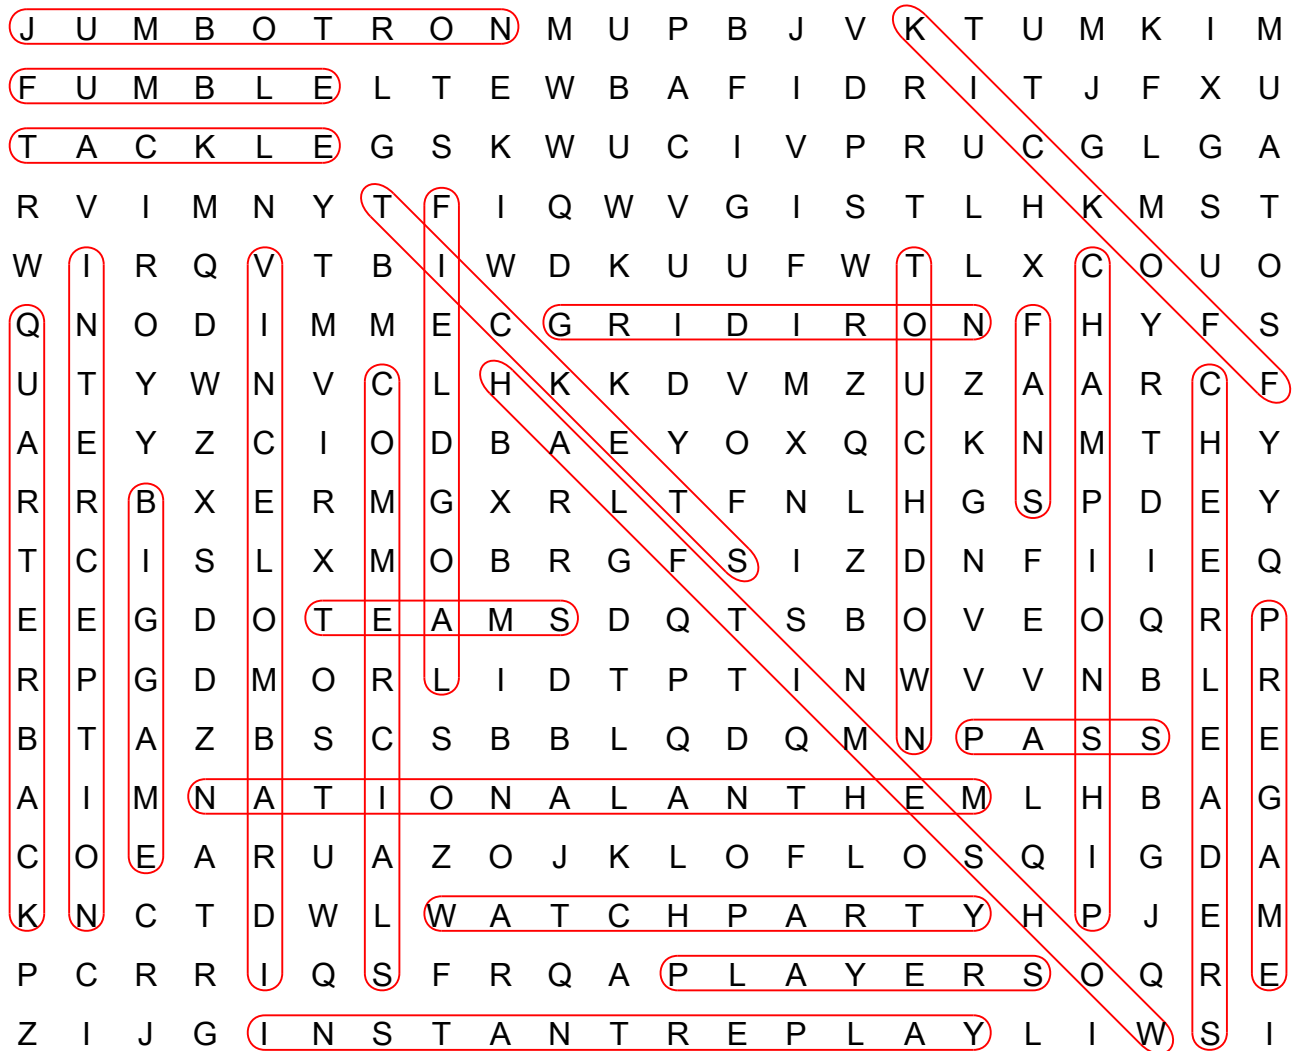 J U M B O T R O N M U P B J V K T U M K I M
F U M B L E L T E W B A F I D R I T J F X U
T A C K L E G S K W U C I V P R U C G L G A
R V I M N Y T F I Q W V G I S T L H K M S T
W I R Q V T B I W D K U U F W T L X C O U O
Q N O D I M M E C G R I D I R O N F H Y F S
U T Y W N V C L H K K D V M Z U Z A A R C F
A E Y Z C I O D B A E Y O X Q C K N M T H Y
R R B X E R M G X R L T F N L H G S P D E Y
T C I S L X M O B R G F S I Z D N F I I E Q
E E G D O T E A M S D Q T S B O V E O Q R P
R P G D M O R L I D T P T I N W V V N B L R
B T A Z B S C S B B L Q D Q M N P A S S E E
A I M N A T I O N A L A N T H E M L H B A G
C O E A R U A Z O J K L O F L O S Q I G D A
K N C T D W L W A T C H P A R T Y H P J E M
P C R R I Q S F R Q A P L A Y E R S O Q R E
Z I J G I N S T A N T R E P L A Y L I W S I